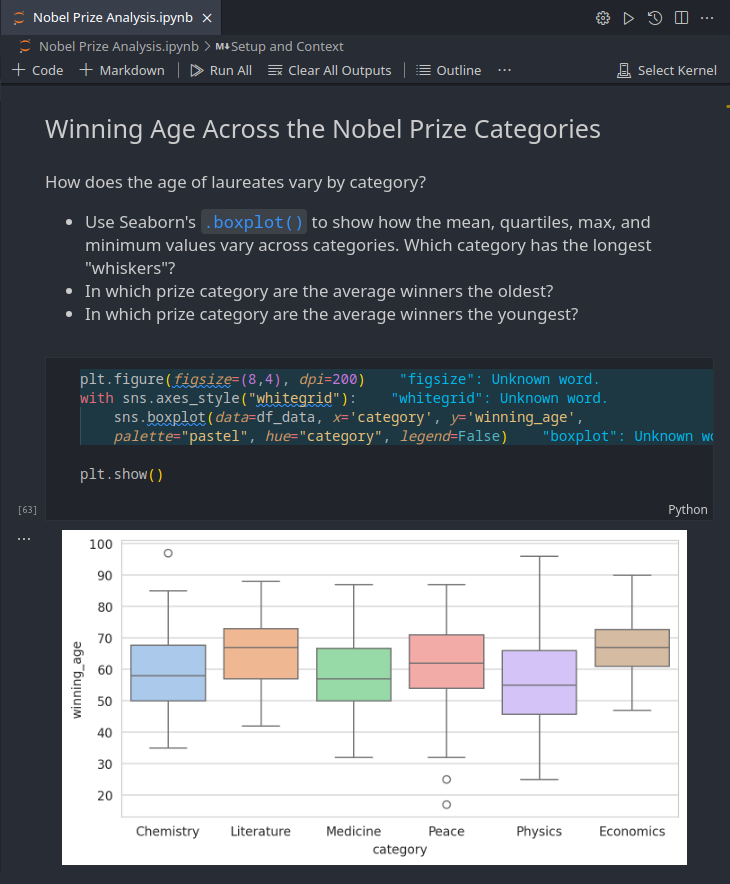 Nobel Prize Analysis.ipynb
Nobel Prize Analysis.ipynb > M↓Setup and Context
+ Code + Markdown | Run All Clear All Outputs | Outline ... Select Kernel
Winning Age Across the Nobel Prize Categories
How does the age of laureates vary by category?
• Use Seaborn's .boxplot() to show how the mean, quartiles, max, and
minimum values vary across categories. Which category has the longest
"whiskers"?
• In which prize category are the average winners the oldest?
• In which prize category are the average winners the youngest?
plt.figure(figsize=(8,4), dpi=200) "figsize": Unknown word.
with sns.axes_style("whitegrid"): "whitegrid": Unknown word.
sns.boxplot(data=df_data, x='category', y='winning_age',
palette="pastel", hue="category", legend=False) "boxplot": Unknown
plt.show()
[63]
Python
...
100
90
80
70
60
50
40
30
20
winning_age
Chemistry Literature Medicine Peace Physics Economics
category